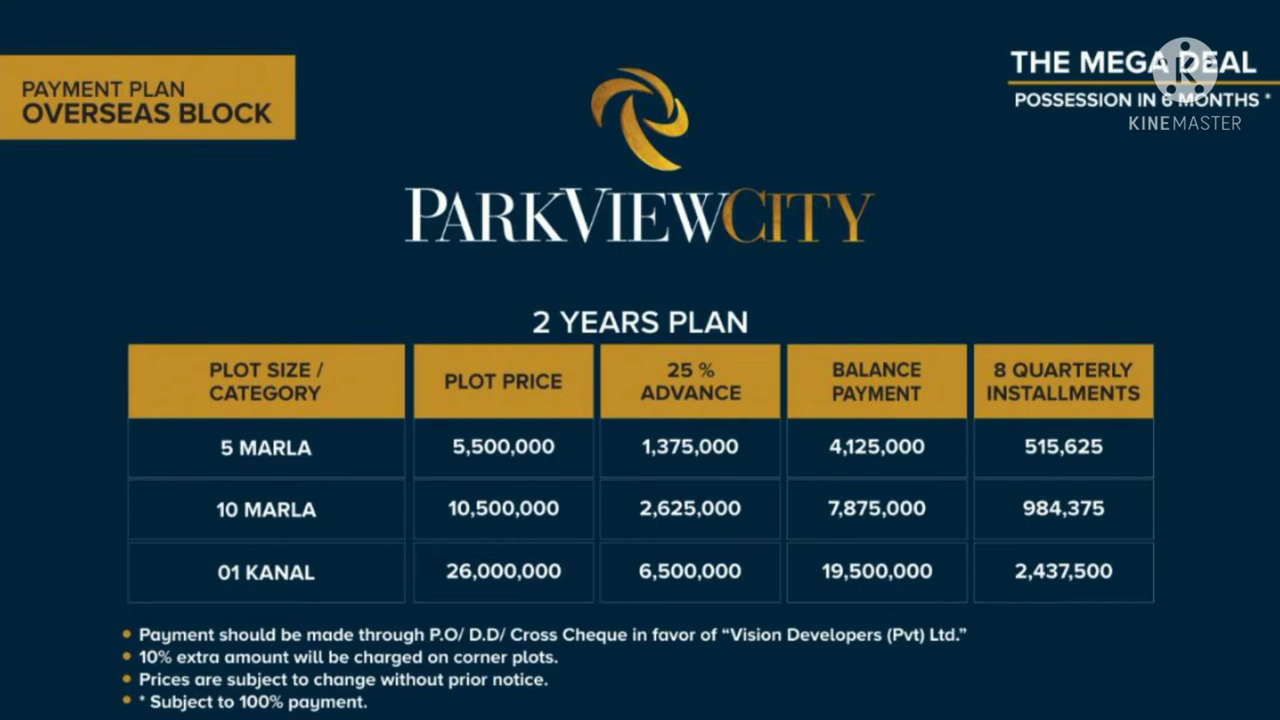 PAYMENT PLAN
OVERSEAS BLOCK
THE MEGA DEAL
POSSESSION IN 6 MONTHS *
KINEMASTER
PARKVIEWCITY
2 YEARS PLAN
PLOT SIZE / CATEGORY PLOT PRICE 25 % ADVANCE BALANCE PAYMENT 8 QUARTERLY INSTALLMENTS
5 MARLA 5,500,000 1,375,000 4,125,000 515,625
10 MARLA 10,500,000 2,625,000 7,875,000 984,375
01 KANAL 26,000,000 6,500,000 19,500,000 2,437,500
• Payment should be made through P.O/ D.D/ Cross Cheque in favor of “Vision Developers (Pvt) Ltd.”
• 10% extra amount will be charged on corner plots.
• Prices are subject to change without prior notice.
• * Subject to 100% payment.